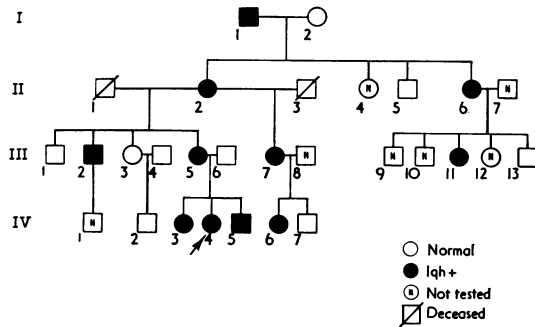 I
1 2
II
N N
1 2 3 4 5 6 7
III
N N N N
1 2 3 4 5 6 7 8 9 10 11 12 13
IV
N
1 2 3 4 5 6 7
Normal
Iqh +
N Not tested
Deceased